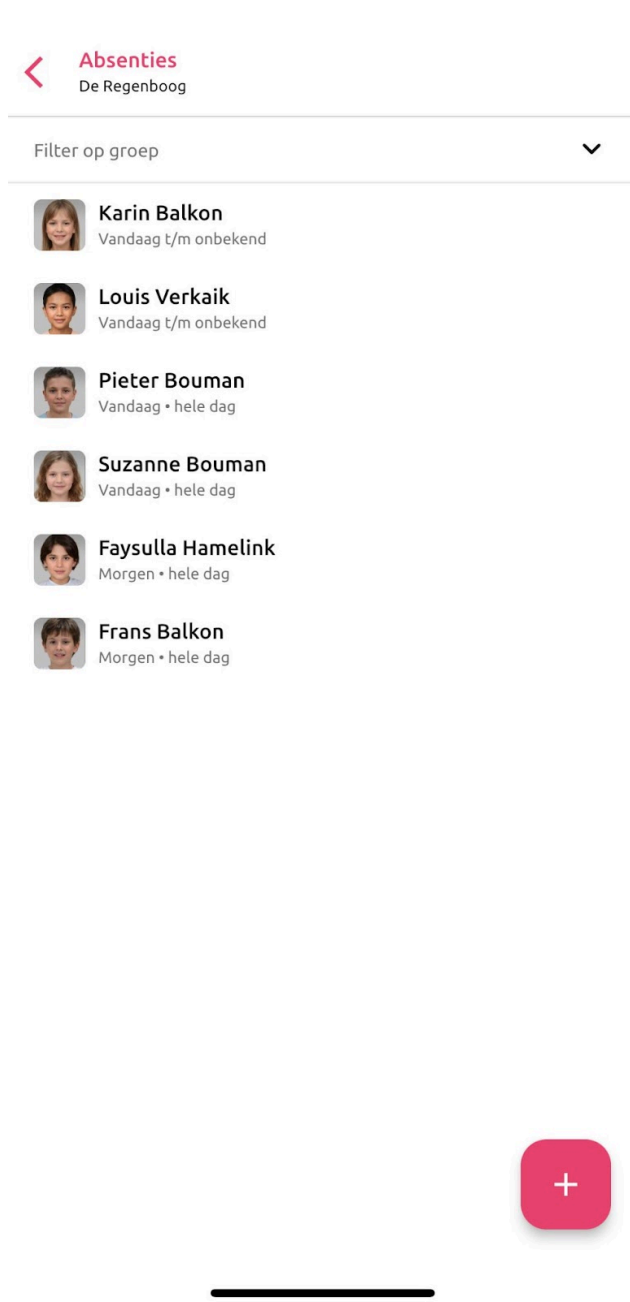 Absenties
De Regenboog
Filter op groep
Karin Balkon
Vandaag t/m onbekend
Louis Verkaik
Vandaag t/m onbekend
Pieter Bouman
Vandaag • hele dag
Suzanne Bouman
Vandaag • hele dag
Faysulla Hamelink
Morgen • hele dag
Frans Balkon
Morgen • hele dag